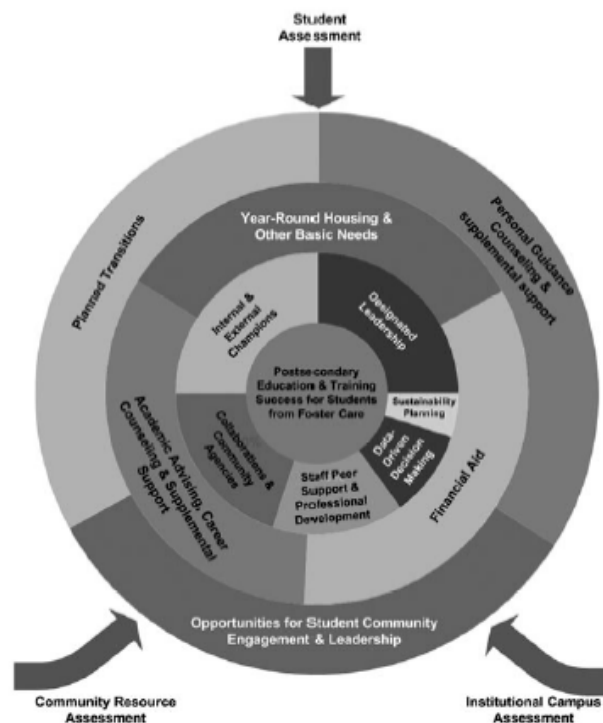 Student
Assessment
Planned Transitions
Personal Guidance
Counseling &
supplemental support
Year-Round Housing &
Other Basic Needs
Internal &
External
Champions
Designated
Leadership
Postsecondary
Education & Training
Success for Students
from Foster Care
Sustainability
Planning
Data-
Driven
Decision
Making
Collaborations &
Community
Agencies
Staff Peer
Support &
Professional
Development
Academic Advising, Career
Counseling & Supplemental
Support
Financial Aid
Opportunities for Student Community
Engagement & Leadership
Community Resource
Assessment
Institutional Campus
Assessment